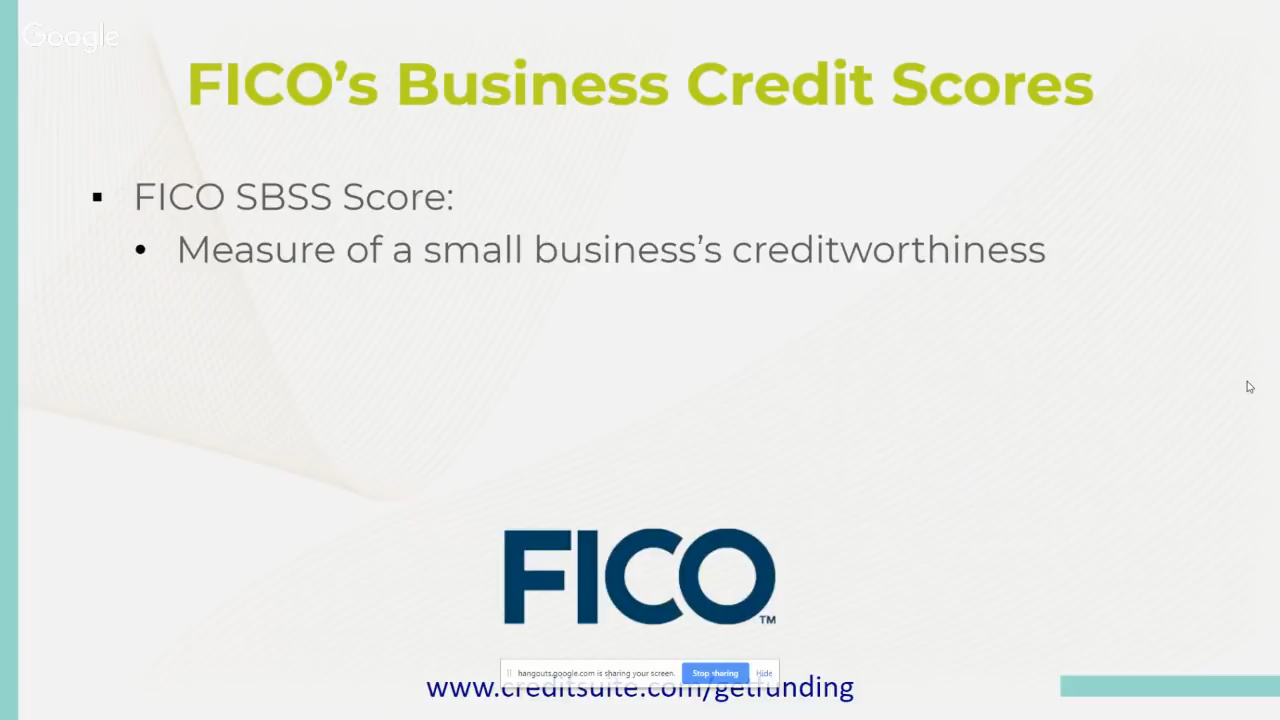 Google
FICO’s Business Credit Scores
▪ FICO SBSS Score:
• Measure of a small business’s creditworthiness
FICO™
hangouts.google.com is sharing your screen. Stop sharing Hide
www.creditsuite.com/getfunding